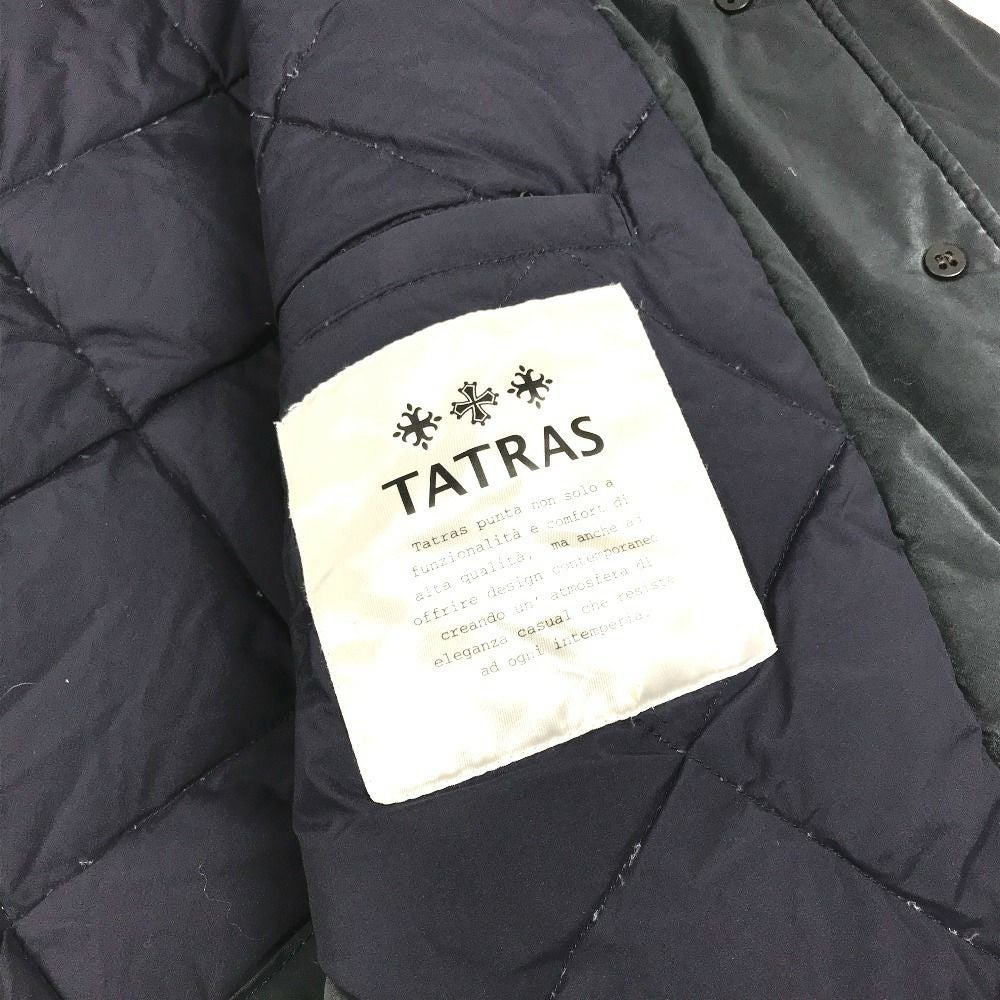 TATRAS
Tatras punta non solo a
funzionalità e comfort di
alta qualità, ma anche ad
offrire design contemporaneo
creando un' atmosfera di
eleganza casual che resiste
ad ogni intemperia.